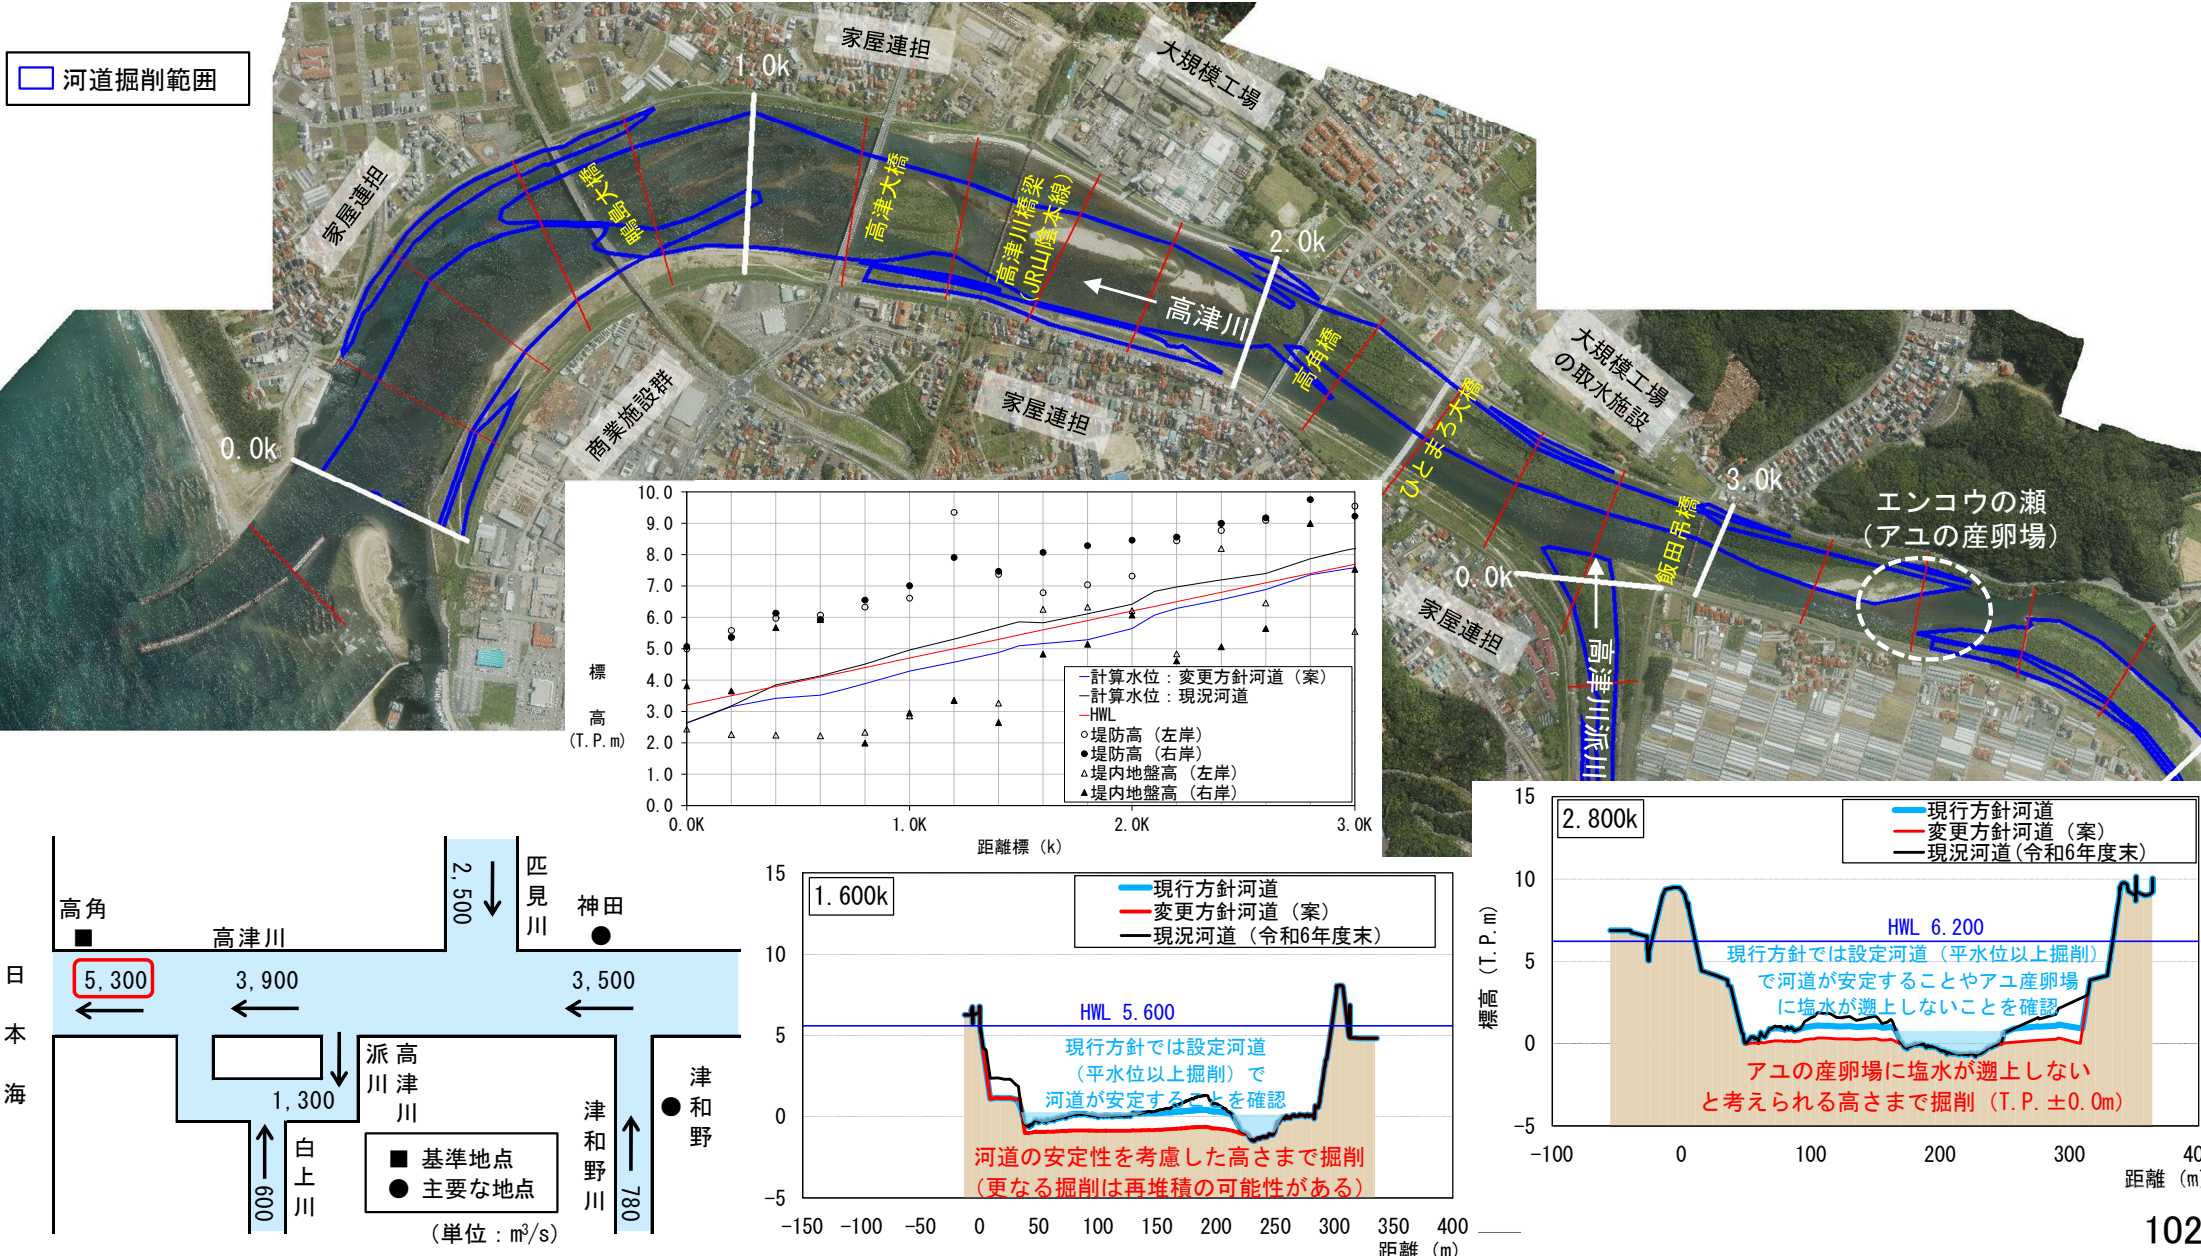 河道掘削範囲
家屋連担
大規模工場
1.0k
家屋連担
鴨島大橋
高津大橋
高津川橋梁
(JR山陰本線)
2.0k
高津川
高角橋
大規模工場
の取水施設
ひとまろ大橋
商業施設群
家屋連担
0.0k
3.0k
飯田吊橋
エンコウの瀬
(アユの産卵場)
0.0k
家屋連担
高津川派川
10.0
9.0
8.0
7.0
6.0
5.0
4.0
3.0
2.0
1.0
0.0
標
高
(T.P.m)
0.0K
1.0K
2.0K
3.0K
距離標 (k)
計算水位：変更方針河道（案）
計算水位：現況河道
HWL
堤防高（左岸）
堤防高（右岸）
堤内地盤高（左岸）
堤内地盤高（右岸）
高角
高津川
2,500
匹見川
神田
日本海
5,300
3,900
3,500
派川
高津川
1,300
白上川
600
津和野川
780
津和野
■ 基準地点
● 主要な地点
(単位：m³/s)
1.600k
現行方針河道
変更方針河道（案）
現況河道（令和6年度末）
15
10
5
0
-5
HWL 5.600
現行方針では設定河道
（平水位以上掘削）で
河道が安定することを確認
河道の安定性を考慮した高さまで掘削
（更なる掘削は再堆積の可能性がある）
-150 -100 -50 0 50 100 150 200 250 300 350 400
距離 (m)
2.800k
現行方針河道
変更方針河道（案）
現況河道(令和6年度末)
標高 (T.P.m)
15
10
5
0
-5
HWL 6.200
現行方針では設定河道（平水位以上掘削）
で河道が安定することやアユ産卵場
に塩水が遡上しないことを確認
アユの産卵場に塩水が遡上しない
と考えられる高さまで掘削（T.P.±0.0m）
-100 0 100 200 300 40
距離 (m
102